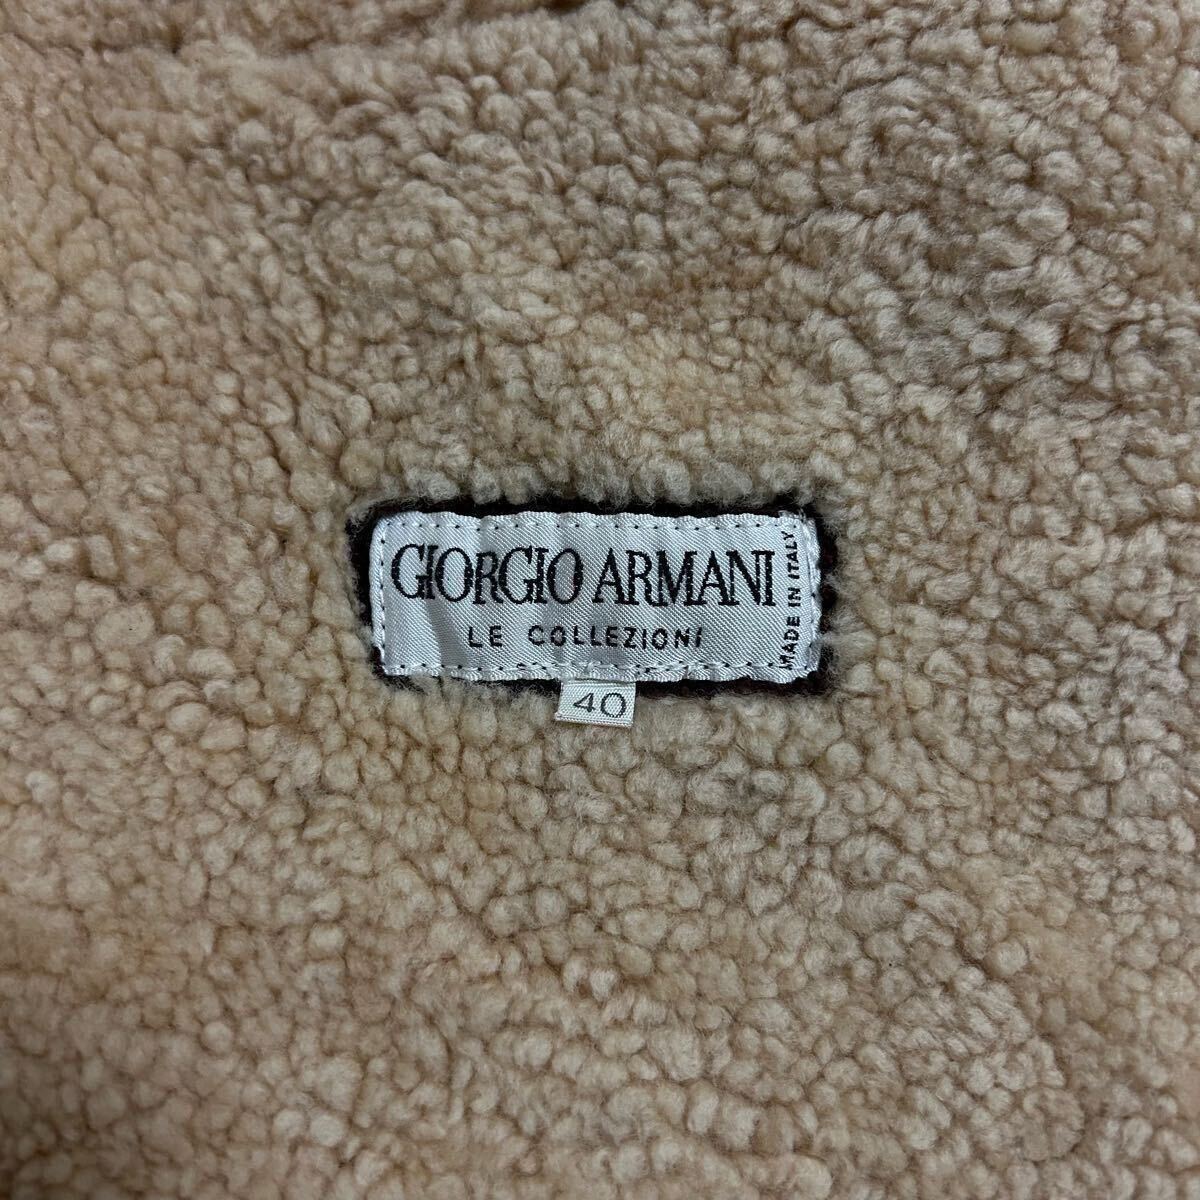 GIORGIO ARMANI
LE COLLEZIONI
MADE IN ITALY
40